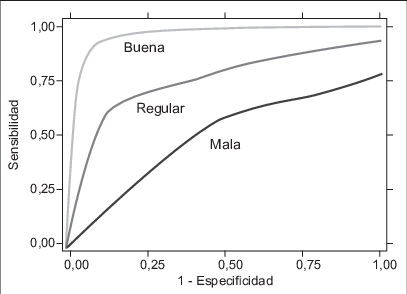 1,00
Buena
0,75
Regular
0,50
Mala
0,25
0,00
Sensibilidad
0,00 0,25 0,50 0,75 1,00
1 - Especificidad